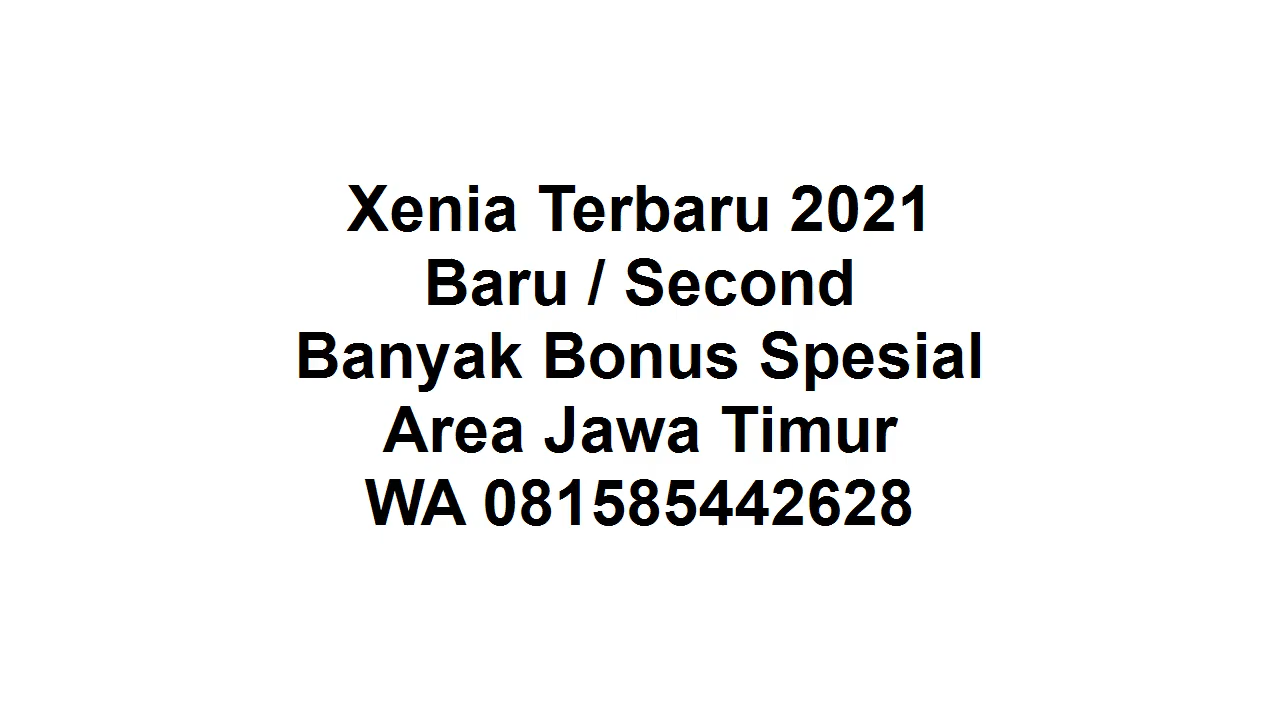 Xenia Terbaru 2021
Baru / Second
Banyak Bonus Spesial
Area Jawa Timur
WA 081585442628